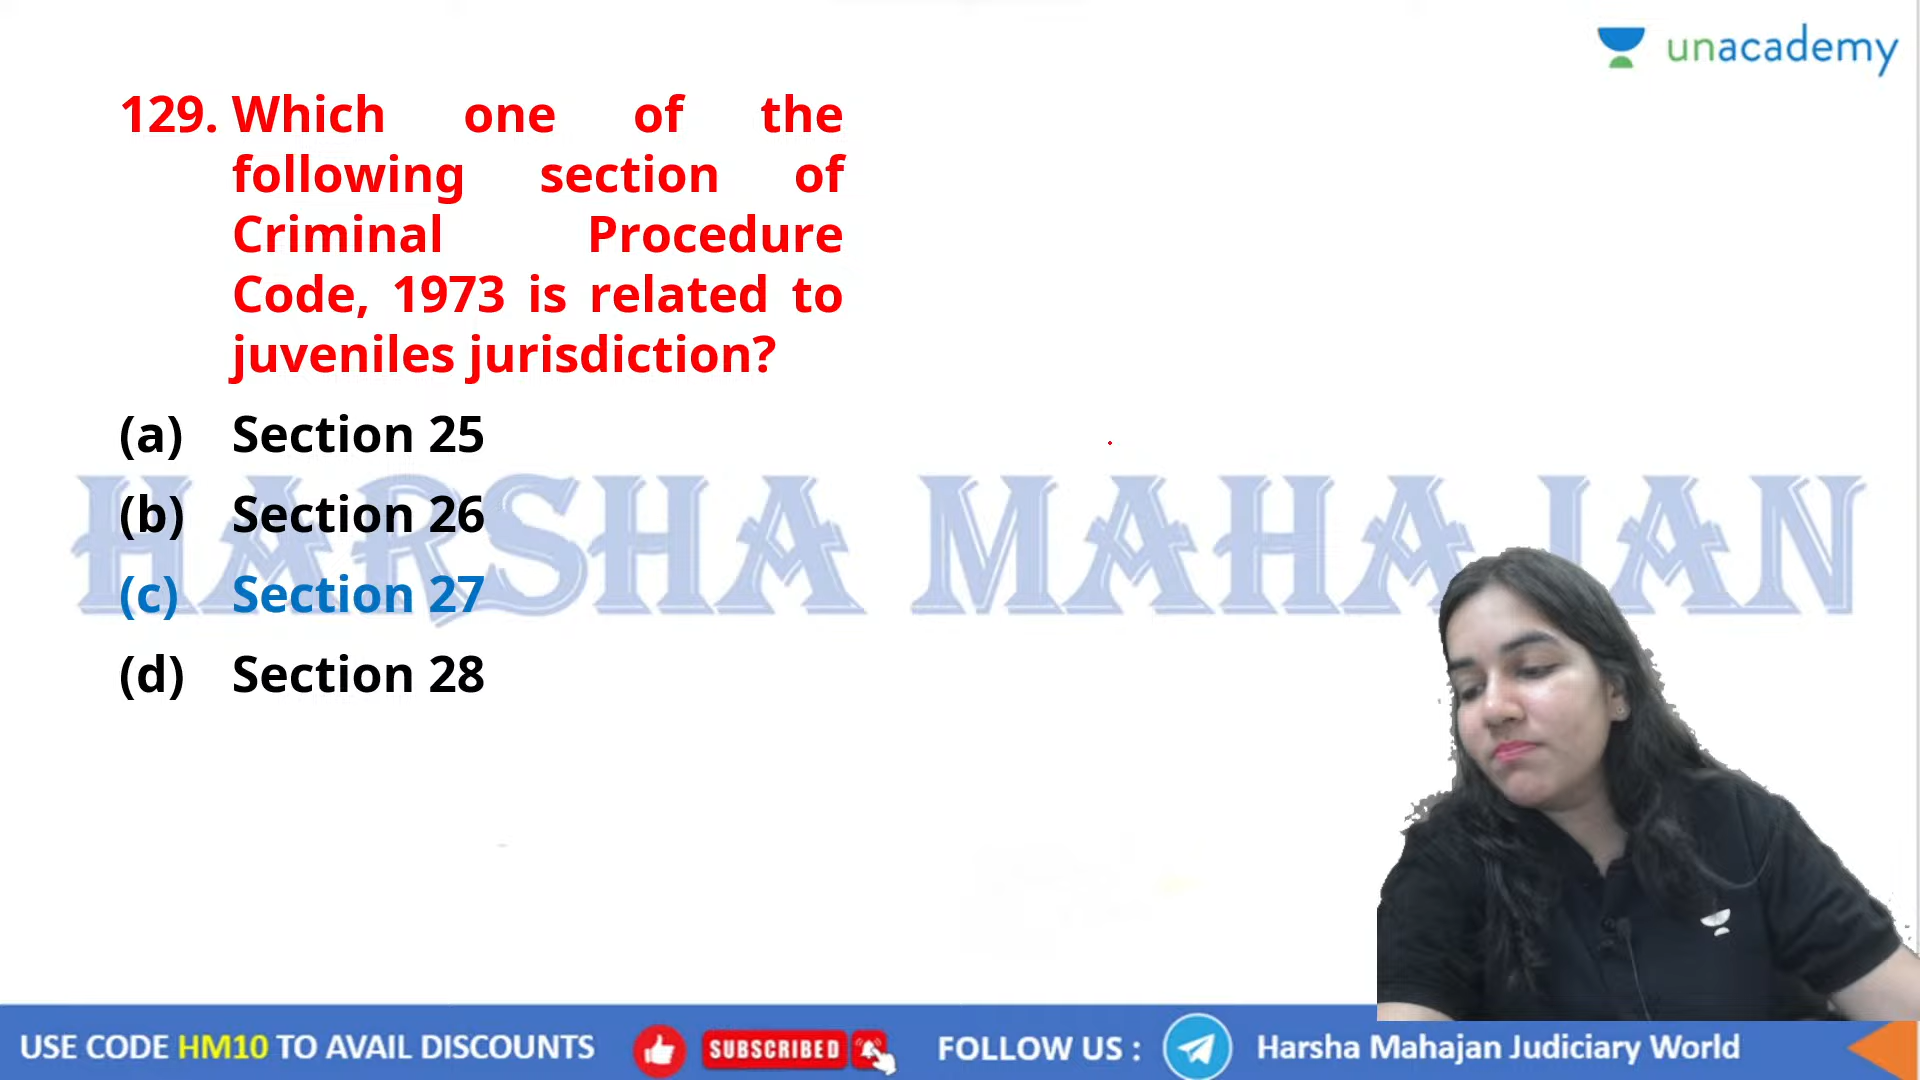 unacademy
129. Which one of the
following section of
Criminal Procedure
Code, 1973 is related to
juveniles jurisdiction?
(a) Section 25
(b) Section 26
(c) Section 27
(d) Section 28
HARSHA MAHAJAN
USE CODE HM10 TO AVAIL DISCOUNTS
SUBSCRIBED
FOLLOW US :
Harsha Mahajan Judiciary World